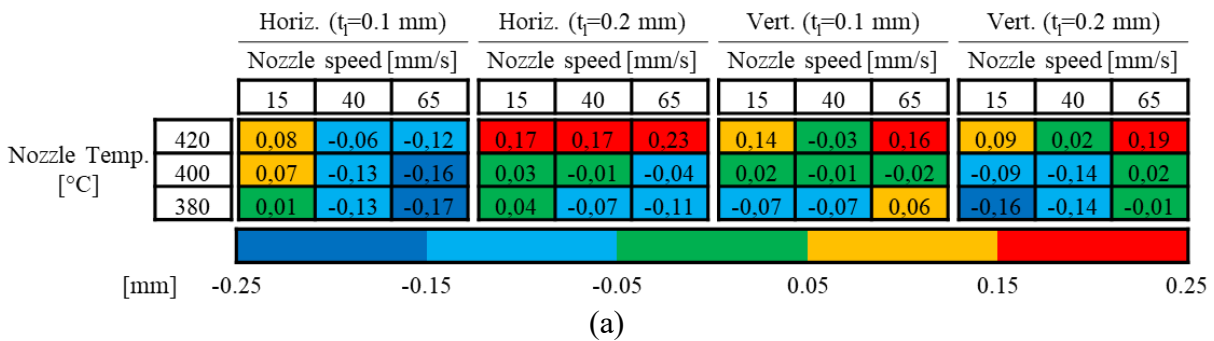 Horiz. (tl=0.1 mm) Horiz. (tl=0.2 mm) Vert. (tl=0.1 mm) Vert. (tl=0.2 mm)
Nozzle speed [mm/s] Nozzle speed [mm/s] Nozzle speed [mm/s] Nozzle speed [mm/s]
15 40 65 15 40 65 15 40 65 15 40 65
420 0,08 -0,06 -0,12 0,17 0,17 0,23 0,14 -0,03 0,16 0,09 0,02 0,19
Nozzle Temp. [°C] 400 0,07 -0,13 -0,16 0,03 -0,01 -0,04 0,02 -0,01 -0,02 -0,09 -0,14 0,02
380 0,01 -0,13 -0,17 0,04 -0,07 -0,11 -0,07 -0,07 0,06 -0,16 -0,14 -0,01
[mm] -0.25 -0.15 -0.05 0.05 0.15 0.25
(a)